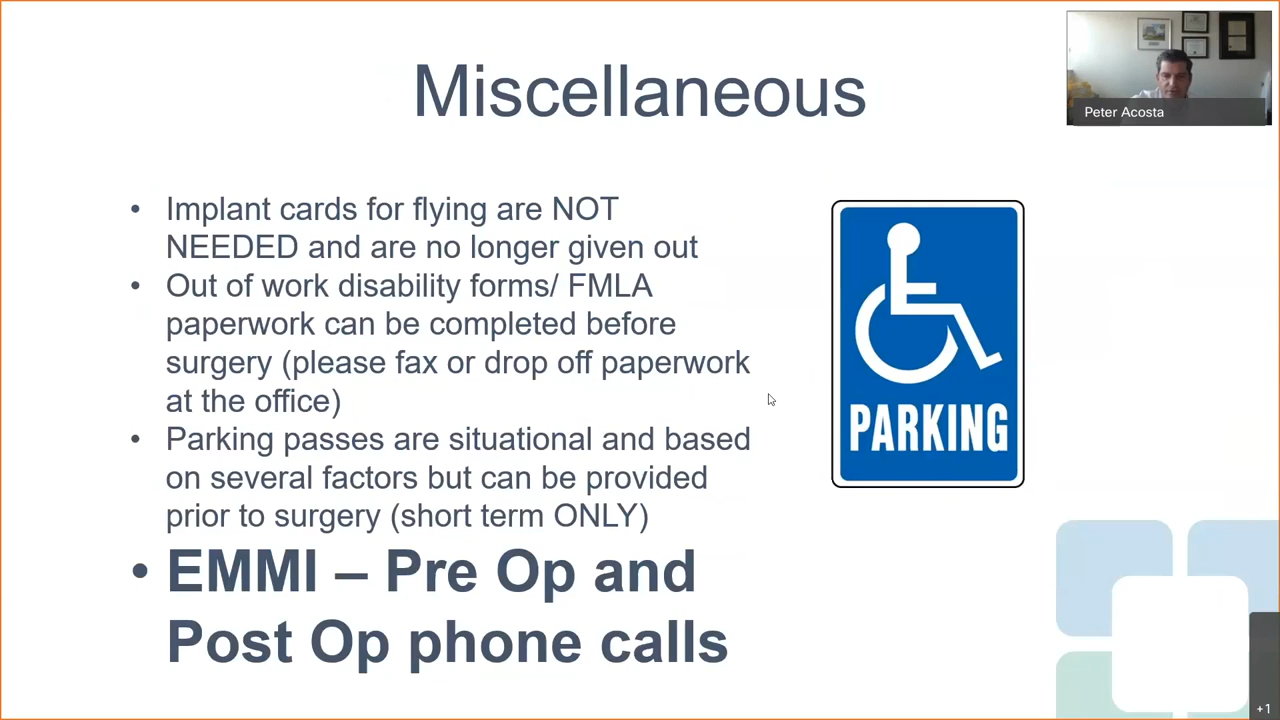 Miscellaneous
Peter Acosta
• Implant cards for flying are NOT
NEEDED and are no longer given out
• Out of work disability forms/ FMLA
paperwork can be completed before
surgery (please fax or drop off paperwork
at the office)
• Parking passes are situational and based
on several factors but can be provided
prior to surgery (short term ONLY)
• EMMI – Pre Op and
Post Op phone calls
PARKING
+1